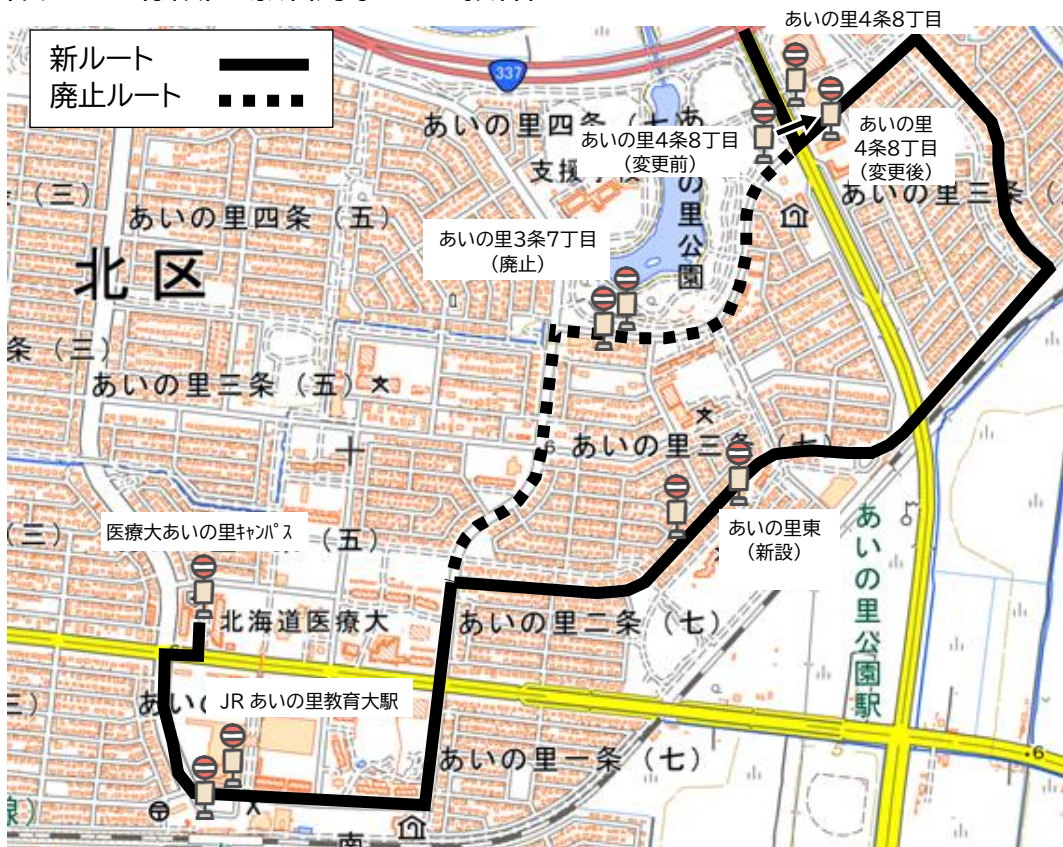 新ルート
廃止ルート
337
あいの里4条8丁目
あいの里四条(七)
あいの里4条8丁目
(変更前)
あいの里
4条8丁目
(変更後)
支援学校
あいの里公園
あいの里三条(
(三)
あいの里四条(五)
北区
あいの里3条7丁目
(廃止)
条(三)
あいの里三条(五)
6
あいの里三条(七)
あいの里東
(新設)
(三)
医療大あいの里キャンパス
(五)
北海道医療大
あいの里二条(七)
あいの里公園駅
6
JR あいの里教育大駅
あいの里一条(七)
三)
線)
南
.6